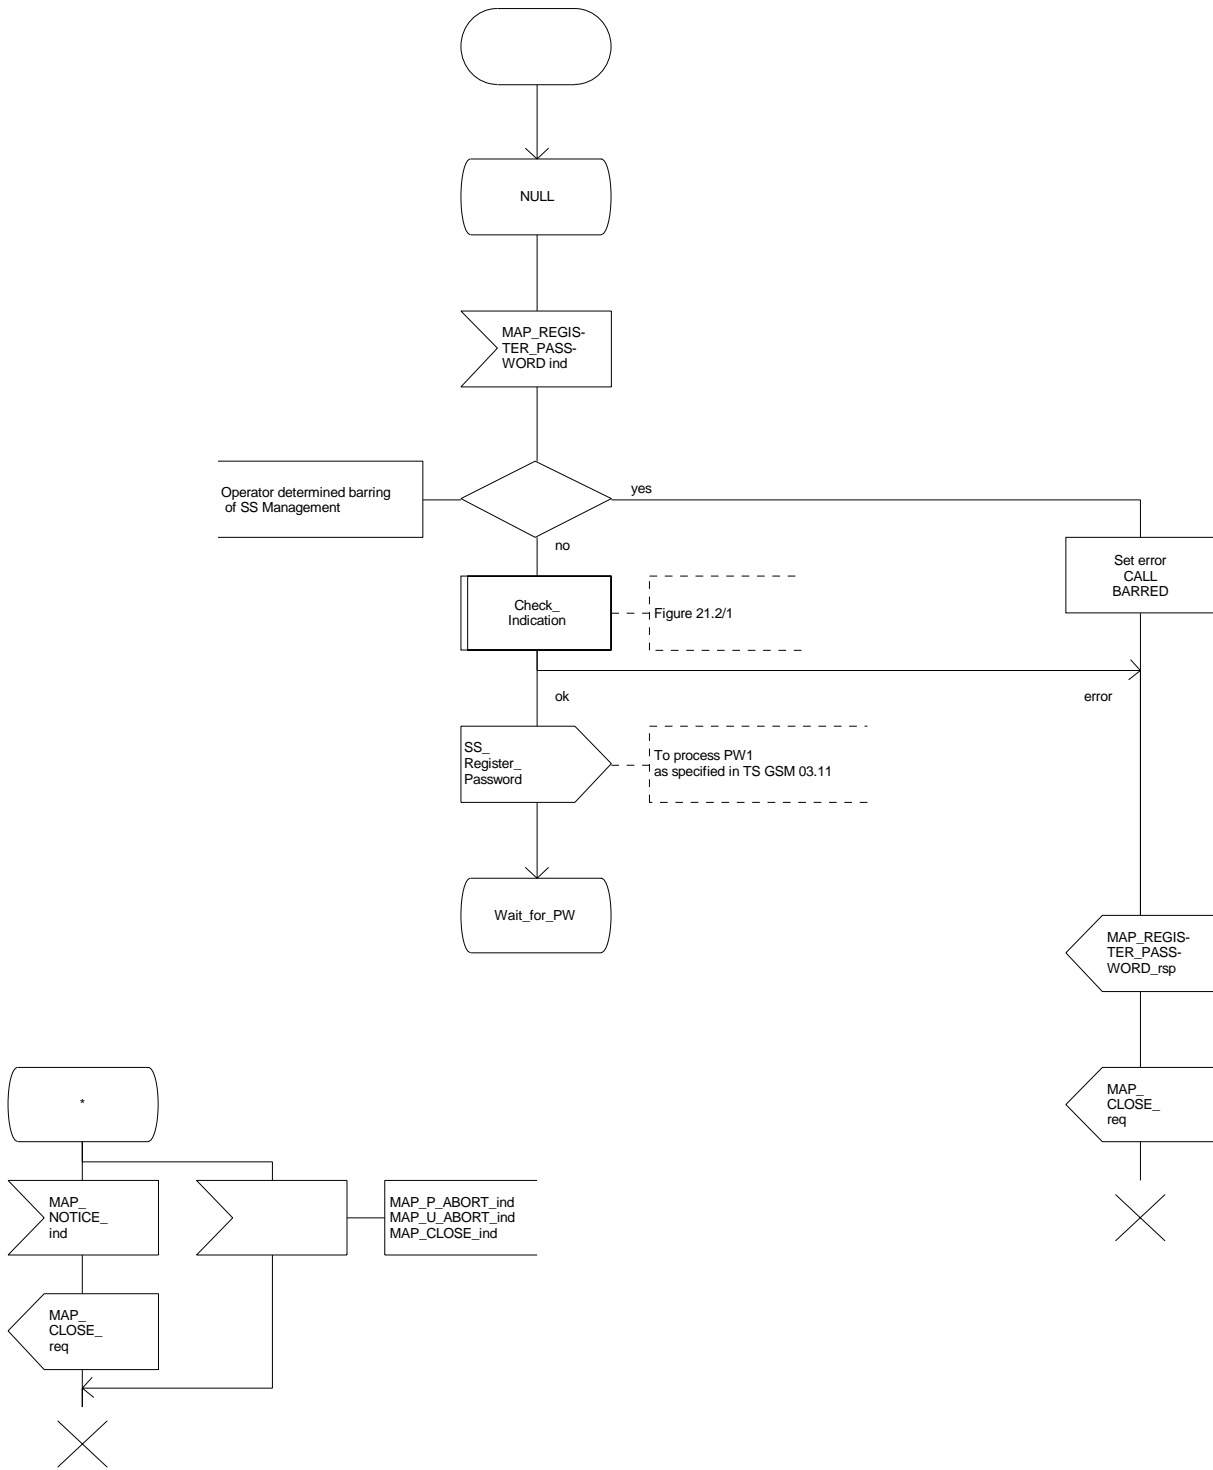 NULL
MAP_REGIS-
TER_PASS-
WORD ind
Operator determined barring
of SS Management
yes
no
Set error
CALL
BARRED
Check_
Indication
Figure 21.2/1
ok
error
SS_
Register_
Password
To process PW1
as specified in TS GSM 03.11
Wait_for_PW
MAP_REGIS-
TER_PASS-
WORD_rsp
MAP_
CLOSE_
req
*
MAP_
NOTICE_
ind
MAP_P_ABORT_ind
MAP_U_ABORT_ind
MAP_CLOSE_ind
MAP_
CLOSE_
req